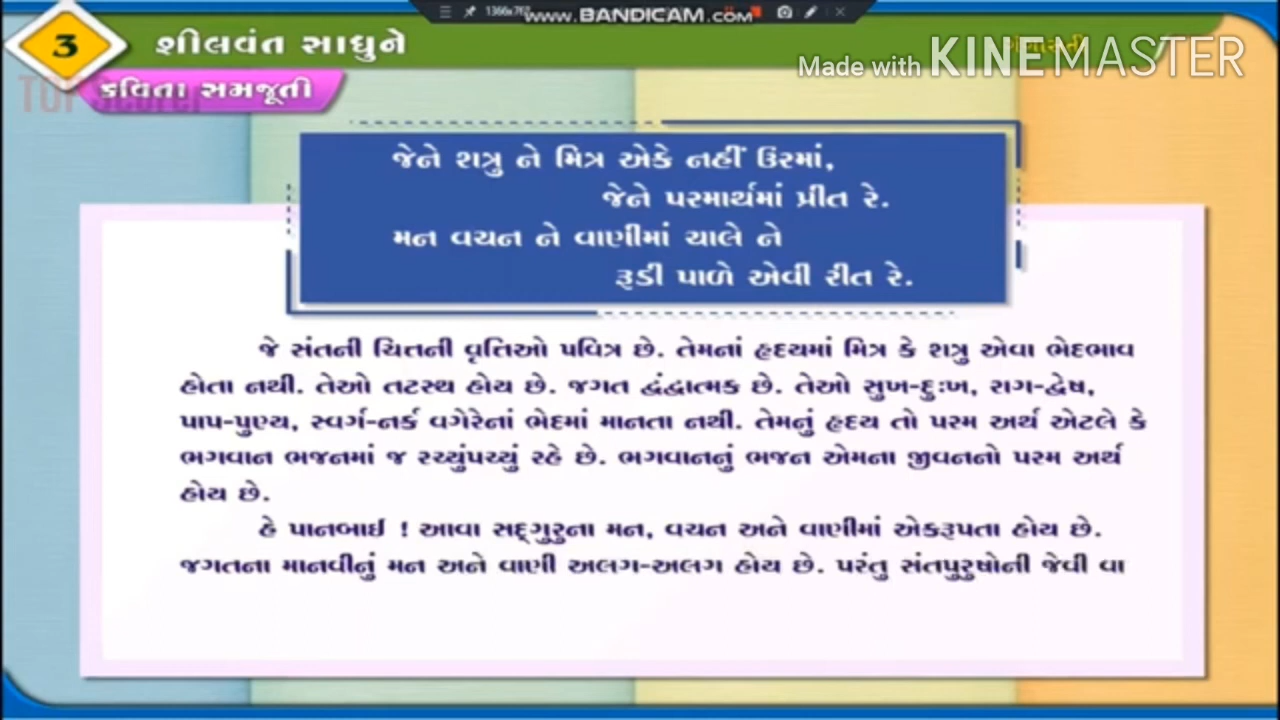 1366x768
www.BANDICAM.com
3 શીલવંત સાધુને
Made with KINEMASTER
કવિતા સમજૂતી
જેને શત્રુ ને મિત્ર એકે નહીં ઉરમાં,
જેને પરમાર્થમાં પ્રીત રે.
મન વચન ને વાણીમાં ચાલે ને
રૂડી પાળે એવી રીત રે.
જે સંતની ચિતની વૃતિઓ પવિત્ર છે. તેમનાં હૃદયમાં મિત્ર કે શત્રુ એવા ભેદભાવ
હોતા નથી. તેઓ તટસ્થ હોય છે. જગત દ્વંદ્વાત્મક છે. તેઓ સુખ-દુઃખ, રાગ-દ્વેષ,
પાપ-પુણ્ય, સ્વર્ગ-નર્ક વગેરેનાં ભેદમાં માનતા નથી. તેમનું હૃદય તો પરમ અર્થ એટલે કે
ભગવાન ભજનમાં જ રચ્યુંપચ્યું રહે છે. ભગવાનનું ભજન એમના જીવનનો પરમ અર્થ
હોય છે.
હે પાનબાઈ ! આવા સદ્‌ગુરુના મન, વચન અને વાણીમાં એકરૂપતા હોય છે.
જગતના માનવીનું મન અને વાણી અલગ-અલગ હોય છે. પરંતુ સંતપુરુષોની જેવી વા